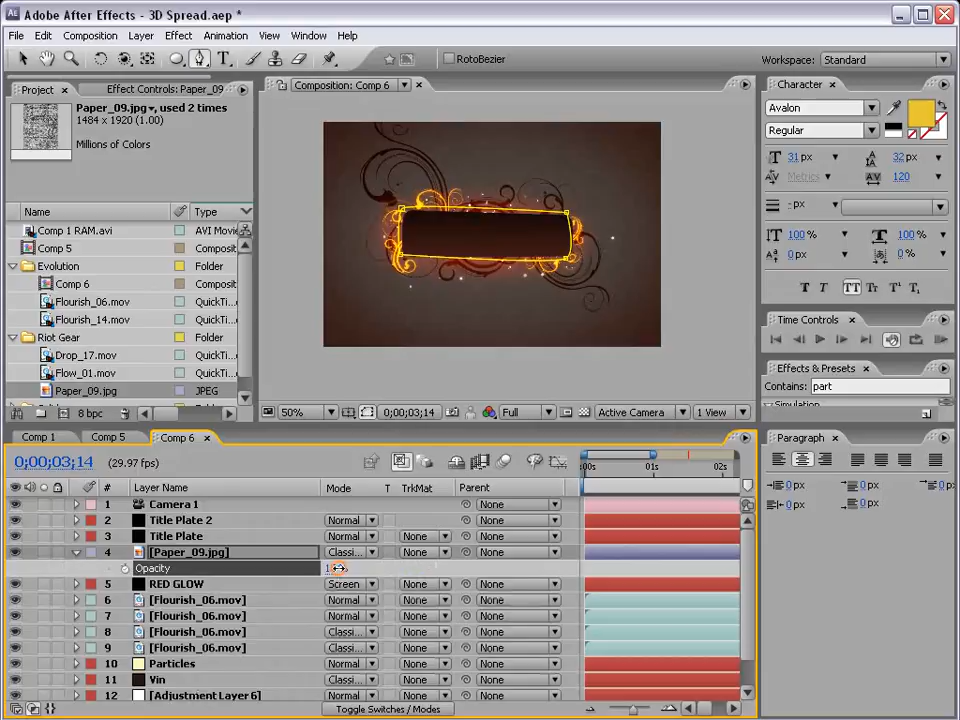 Adobe After Effects - 3D Spread.aep *
File Edit Composition Layer Effect Animation View Window Help
RotoBezier
Workspace: Standard
Project × Effect Controls: Paper_09
Paper_09.jpg▾, used 2 times
1484 x 1920 (1.00)
Millions of Colors
Name Type
Comp 1 RAM.avi AVI Movie
Comp 5 Composit
Evolution Folder
Comp 6 Composit
Flourish_06.mov QuickTi...
Flourish_14.mov QuickTi...
Riot Gear Folder
Drop_17.mov QuickTi...
Flow_01.mov QuickTi...
Paper_09.jpg JPEG
8 bpc
Composition: Comp 6
50% 0;00;03;14 Full Active Camera 1 View
Character ×
Avalon
Regular
31 px 32 px
Metrics 120
- px
100 % 100 %
0 px 0 %
T T TT Tr T¹ T₁
Time Controls ×
Effects & Presets ×
Contains: part
Simulation
Paragraph ×
0 px 0 px 0 px
0 px 0 px
Comp 1 Comp 5 Comp 6 ×
0;00;03;14 (29.97 fps)
:00s 01s 02s
# Layer Name Mode T TrkMat Parent
1 Camera 1 None
2 Title Plate 2 Normal None
3 Title Plate Normal None None
4 [Paper_09.jpg] Classi... None None
Opacity
5 RED GLOW Screen None None
6 [Flourish_06.mov] Normal None None
7 [Flourish_06.mov] Normal None None
8 [Flourish_06.mov] Classi... None None
9 [Flourish_06.mov] Classi... None None
10 Particles Normal None None
11 Vin Classi... None None
12 [Adjustment Layer 6] Normal None None
Toggle Switches / Modes